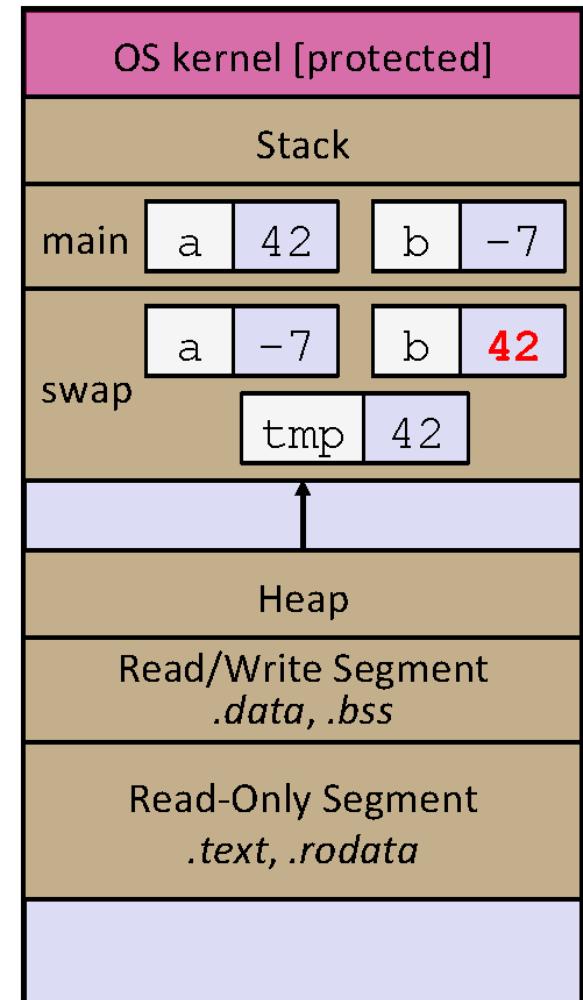 OS kernel [protected]
Stack
main a 42 b -7
a -7 b 42
swap
tmp 42
Heap
Read/Write Segment
.data, .bss
Read-Only Segment
.text, .rodata